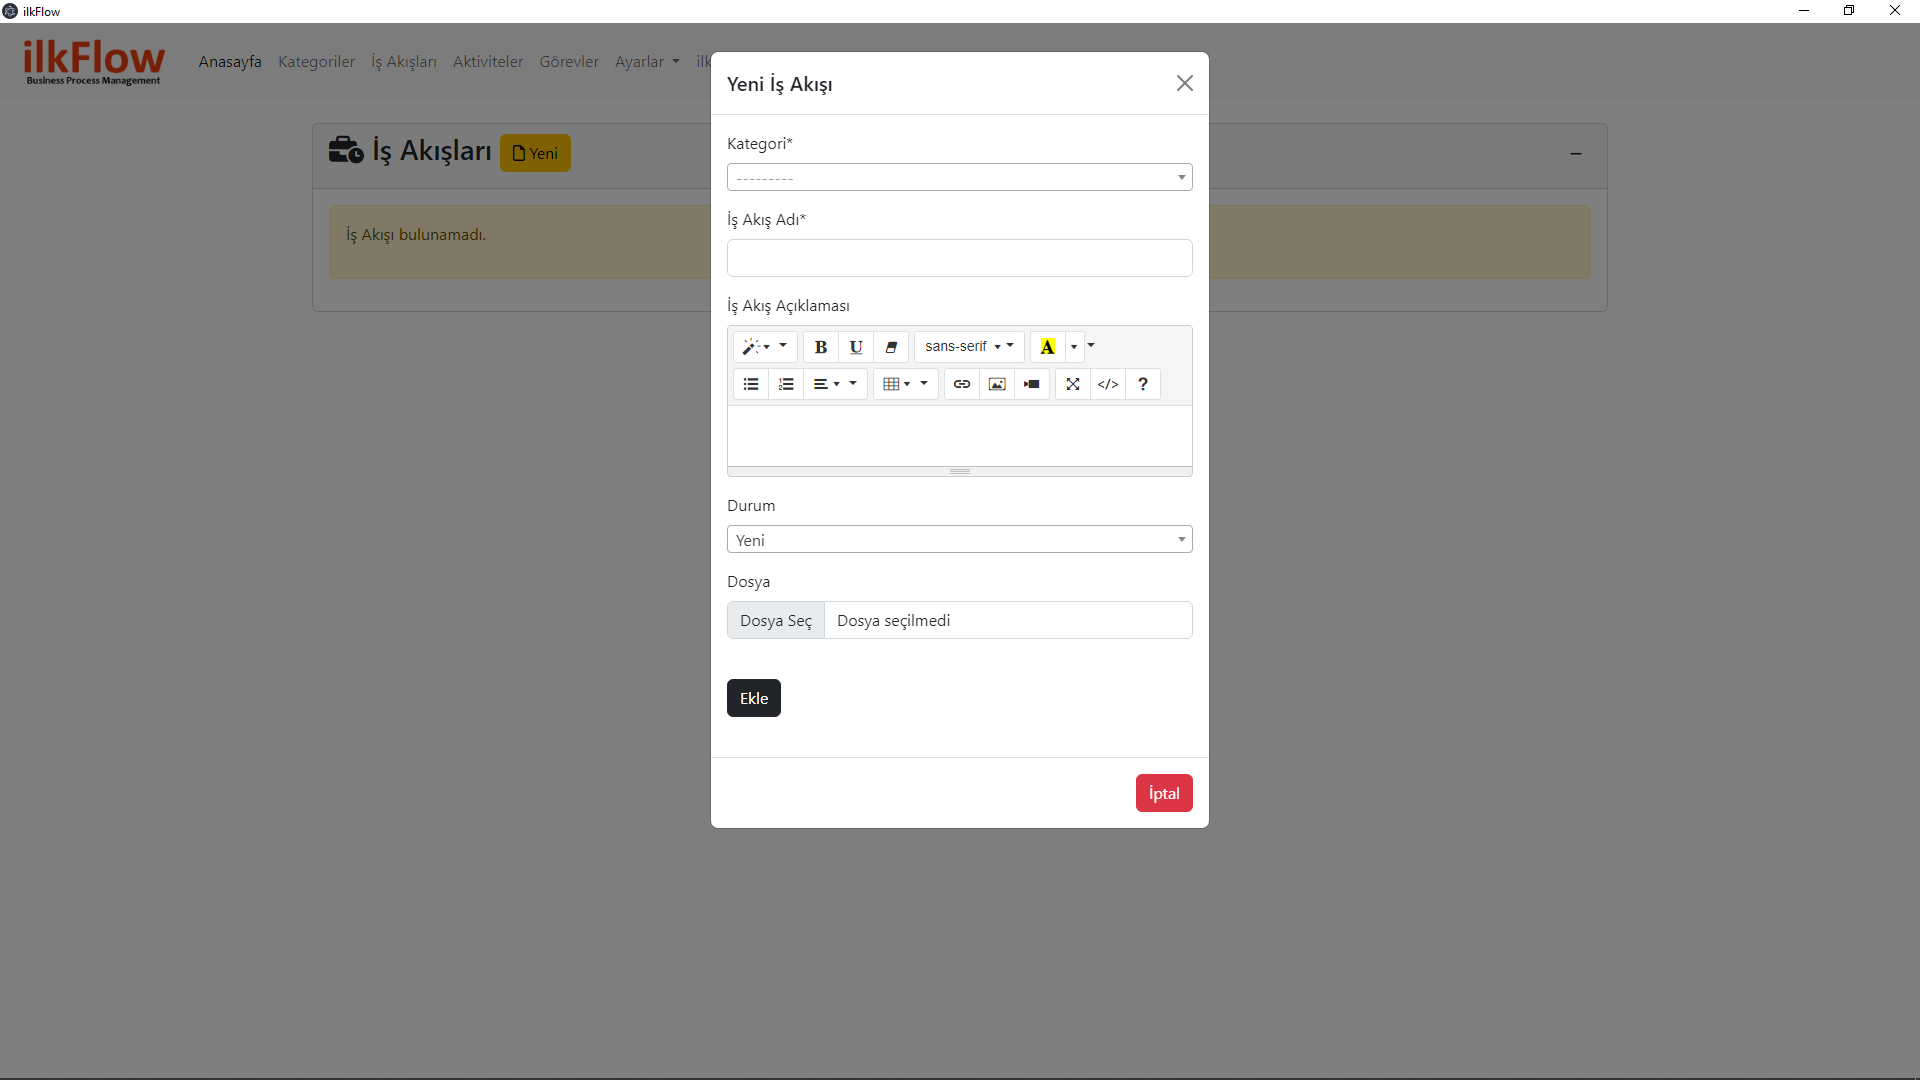 ilkFlow
ilkFlow
Business Process Management
Anasayfa Kategoriler İş Akışları Aktiviteler Görevler Ayarlar ilk
İş Akışları Yeni
İş Akışı bulunamadı.
Yeni İş Akışı
Kategori*
---------
İş Akış Adı*
İş Akış Açıklaması
B U sans-serif A
</> ?
Durum
Yeni
Dosya
Dosya Seç Dosya seçilmedi
Ekle
İptal